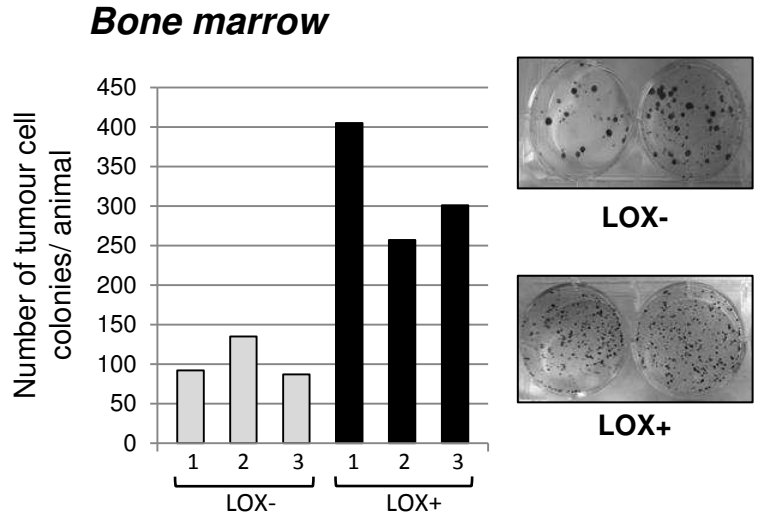 Bone marrow
Number of tumour cell
colonies/ animal
450
400
350
300
250
200
150
100
50
0
1 2 3 1 2 3
LOX- LOX+
LOX-
LOX+